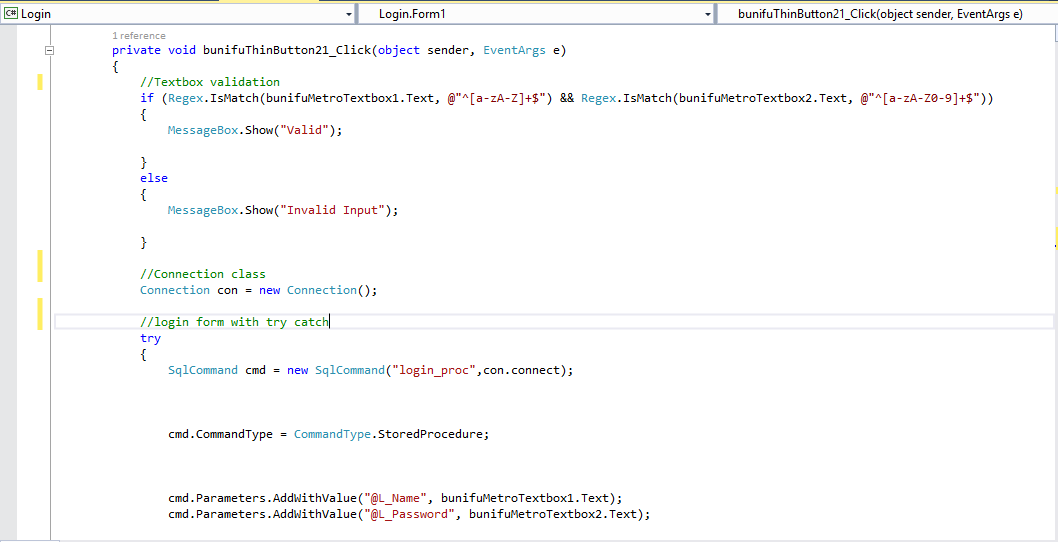 C# Login
Login.Form1
bunifuThinButton21_Click(object sender, EventArgs e)
1 reference
private void bunifuThinButton21_Click(object sender, EventArgs e)
{
//Textbox validation
if (Regex.IsMatch(bunifuMetroTextbox1.Text, @"^[a-zA-Z]+$") && Regex.IsMatch(bunifuMetroTextbox2.Text, @"^[a-zA-Z0-9]+$"))
{
MessageBox.Show("Valid");
}
else
{
MessageBox.Show("Invalid Input");
}
//Connection class
Connection con = new Connection();
//login form with try catch
try
{
SqlCommand cmd = new SqlCommand("login_proc",con.connect);
cmd.CommandType = CommandType.StoredProcedure;
cmd.Parameters.AddWithValue("@L_Name", bunifuMetroTextbox1.Text);
cmd.Parameters.AddWithValue("@L_Password", bunifuMetroTextbox2.Text);